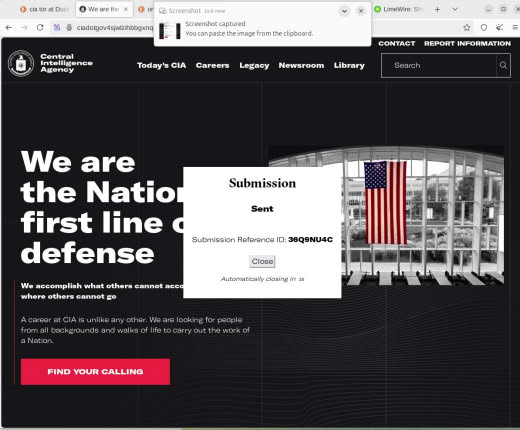 cia tor at Duc
We are the
or
LimeWire: Sh
Screenshot Just now
Screenshot captured
You can paste the image from the clipboard.
ciadotgov4sjwlzihbbgxnq
CONTACT REPORT INFORMATION
Central
Intelligence
Agency
Today's CIA Careers Legacy Newsroom Library
Search
We are
the Nation
first line o
defense
Submission
Sent
Submission Reference ID: 36Q9NU4C
Close
Automatically closing in
We accomplish what others cannot acco
where others cannot go
A career at CIA is unlike any other. We are looking for people
from all backgrounds and walks of life to carry out the work of
a Nation.
FIND YOUR CALLING